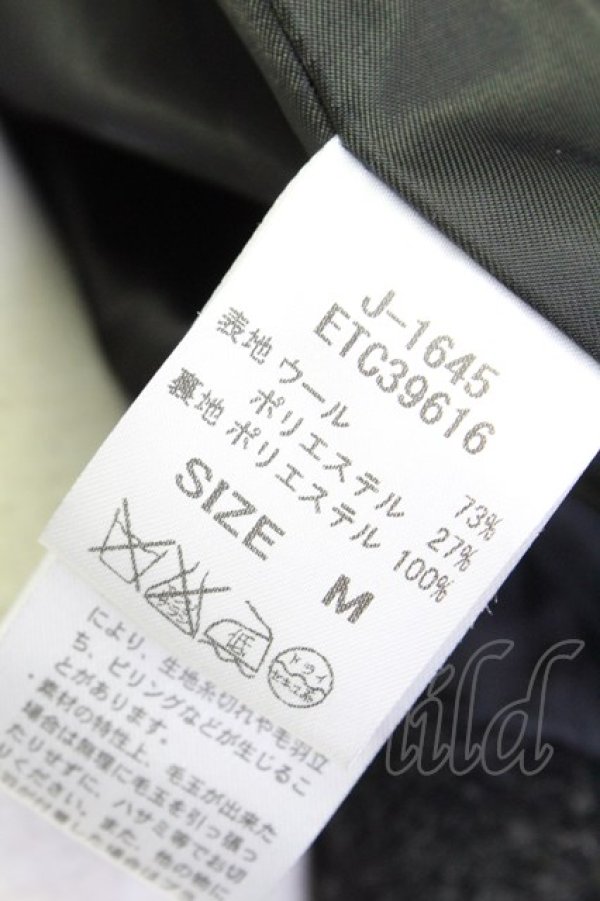 J-1645
ETC39616
表地 ウール 73%
ポリエステル 27%
裏地 ポリエステル 100%
SIZE M
低
ドライ
により、生地糸切れや毛羽立
ち、ピリングなどが生じるこ
とがあります。
・素材の特性上、毛玉が出来た
場合は無理に毛玉を引っ張っ
たりせずに、ハサミ等でお切
りください。また、他の物に
ild